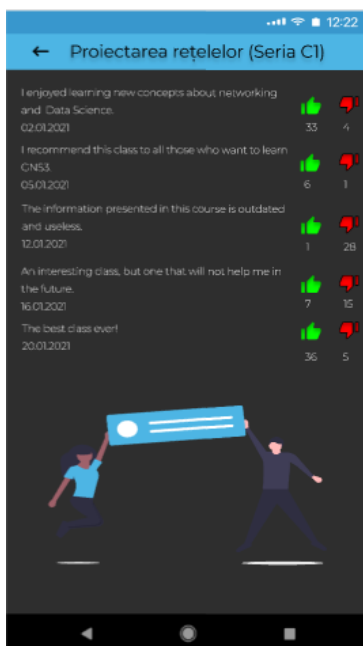 12:22
Proiectarea rețelelor (Seria C1)
I enjoyed learning new concepts about networking
and Data Science.
02.01.2021
33 4
I recommend this class to all those who want to learn
GNS3.
05.01.2021
6 1
The information presented in this course is outdated
and useless.
12.01.2021
1 28
An interesting class, but one that will not help me in
the future.
16.01.2021
7 15
The best class ever!
20.01.2021
36 5